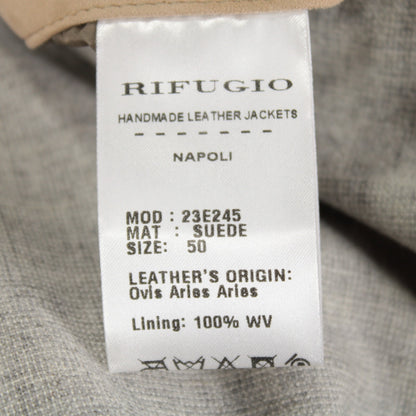 RIFUGIO
HANDMADE LEATHER JACKETS
- - - - - - -
NAPOLI
MOD : 23E245
MAT : SUEDE
SIZE: 50
LEATHER'S ORIGIN:
Ovis Aries Aries
Lining: 100% WV